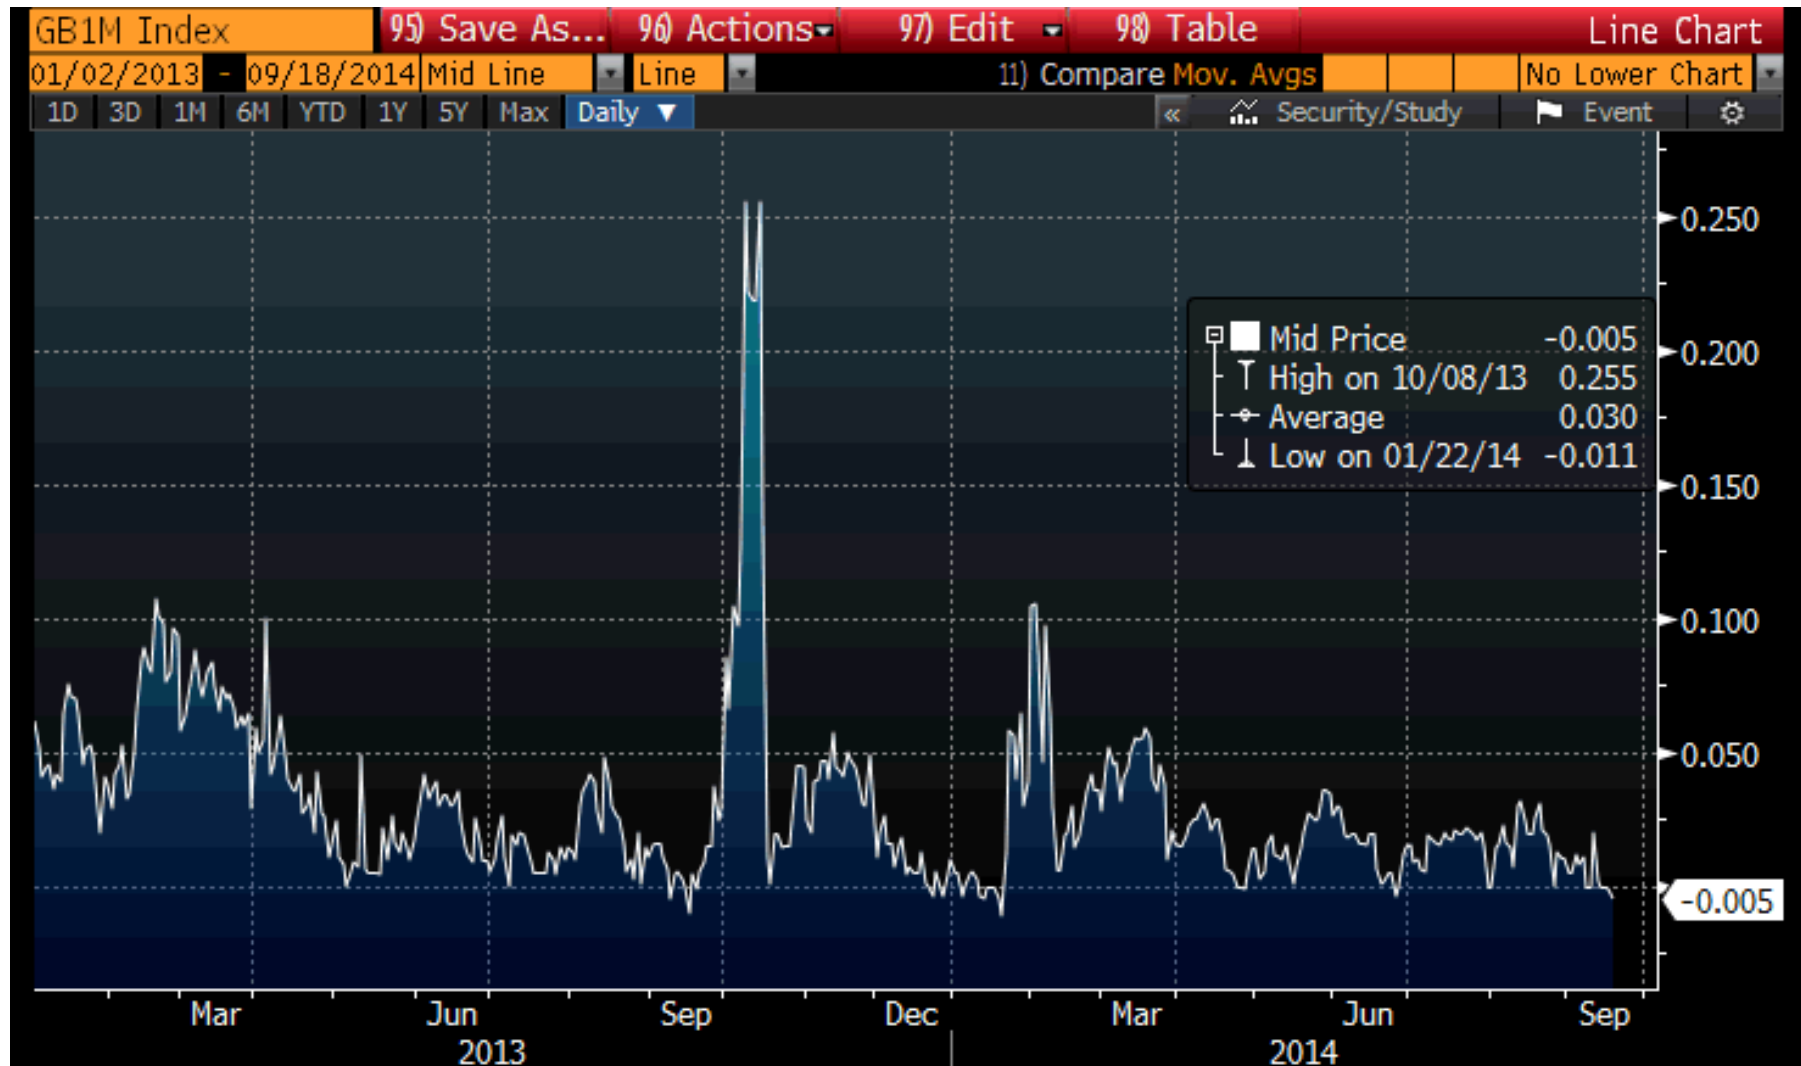 GB1M Index 95) Save As... 96) Actions 97) Edit 98) Table Line Chart
01/02/2013 - 09/18/2014 Mid Line Line 11) Compare Mov. Avgs No Lower Chart
1D 3D 1M 6M YTD 1Y 5Y Max Daily ▼ « Security/Study Event
0.250
Mid Price -0.005
0.200
High on 10/08/13 0.255
Average 0.030
Low on 01/22/14 -0.011
0.150
0.100
0.050
-0.005
Mar Jun Sep Dec Mar Jun Sep
2013 2014